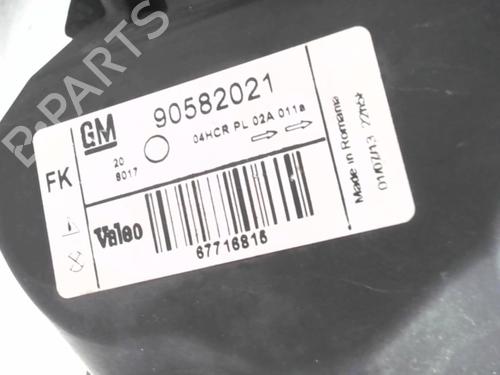 B-PARTS
GM
90582021
20
8017
04HCR PL 02A 011a
FK
Valeo
67716815
Made in Romania
01/07/13